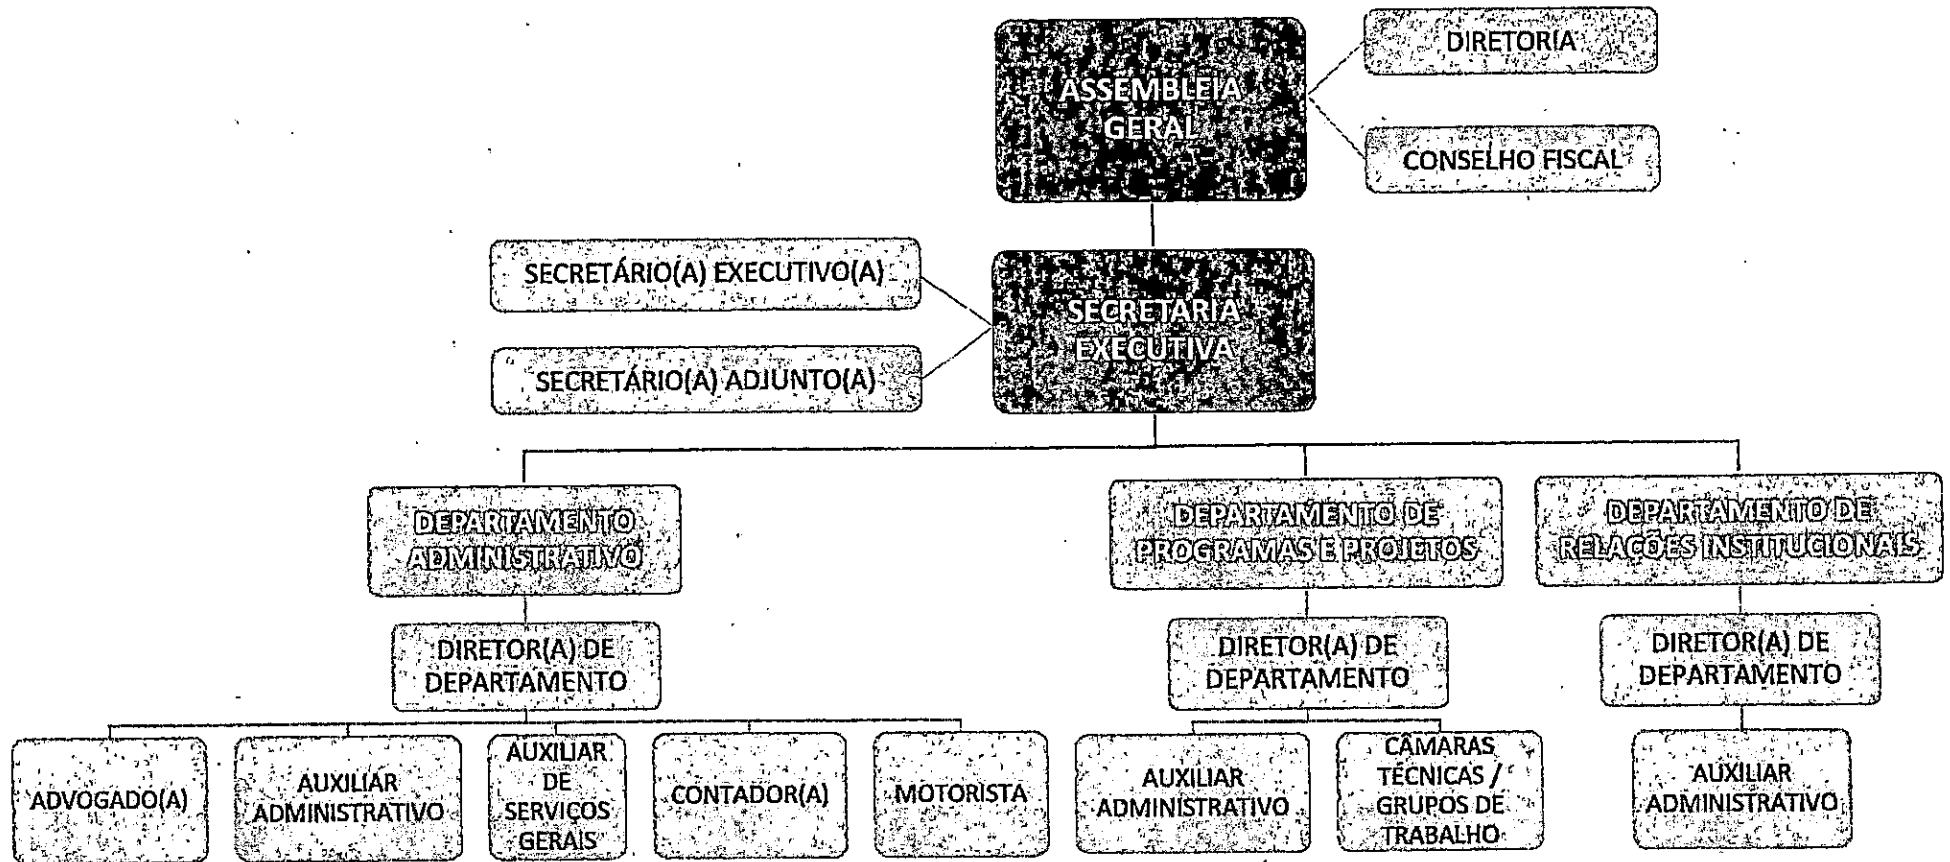 ASSEMBLEIA
GERAL
DIRETORIA
CONSELHO FISCAL
SECRETÁRIO(A) EXECUTIVO(A)
SECRETÁRIO(A) ADJUNTO(A)
SECRETARIA
EXECUTIVA
DEPARTAMENTO
ADMINISTRATIVO
DEPARTAMENTO DE
PROGRAMAS E PROJETOS
DEPARTAMENTO DE
RELAÇÕES INSTITUCIONAIS
DIRETOR(A) DE
DEPARTAMENTO
DIRETOR(A) DE
DEPARTAMENTO
DIRETOR(A) DE
DEPARTAMENTO
ADVOGADO(A)
AUXILIAR
ADMINISTRATIVO
AUXILIAR
DE
SERVIÇOS
GERAIS
CONTADOR(A)
MOTORISTA
AUXILIAR
ADMINISTRATIVO
CÂMARAS
TÉCNICAS /
GRUPOS DE
TRABALHO
AUXILIAR
ADMINISTRATIVO